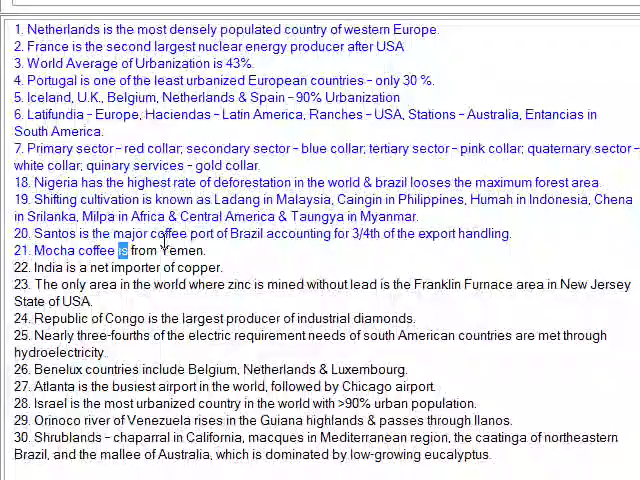 1. Netherlands is the most densely populated country of western Europe.
2. France is the second largest nuclear energy producer after USA
3. World Average of Urbanization is 43%.
4. Portugal is one of the least urbanized European countries – only 30 %.
5. Iceland, U.K., Belgium, Netherlands & Spain – 90% Urbanization
6. Latifundia – Europe, Haciendas – Latin America, Ranches – USA, Stations – Australia, Entancias in
South America.
7. Primary sector – red collar; secondary sector – blue collar; tertiary sector – pink collar; quaternary sector –
white collar; quinary services – gold collar.
18. Nigeria has the highest rate of deforestation in the world & brazil looses the maximum forest area
19. Shifting cultivation is known as Ladang in Malaysia, Caingin in Philippines, Humah in Indonesia, Chena
in Srilanka, Milpa in Africa & Central America & Taungya in Myanmar.
20. Santos is the major coffee port of Brazil accounting for 3/4th of the export handling.
21. Mocha coffee is from Yemen.
22. India is a net importer of copper.
23. The only area in the world where zinc is mined without lead is the Franklin Furnace area in New Jersey
State of USA.
24. Republic of Congo is the largest producer of industrial diamonds.
25. Nearly three-fourths of the electric requirement needs of south American countries are met through
hydroelectricity.
26. Benelux countries include Belgium, Netherlands & Luxembourg.
27. Atlanta is the busiest airport in the world, followed by Chicago airport.
28. Israel is the most urbanized country in the world with >90% urban population.
29. Orinoco river of Venezuela rises in the Guiana highlands & passes through llanos.
30. Shrublands – chaparral in California, macques in Mediterranean region, the caatinga of northeastern
Brazil, and the mallee of Australia, which is dominated by low-growing eucalyptus.